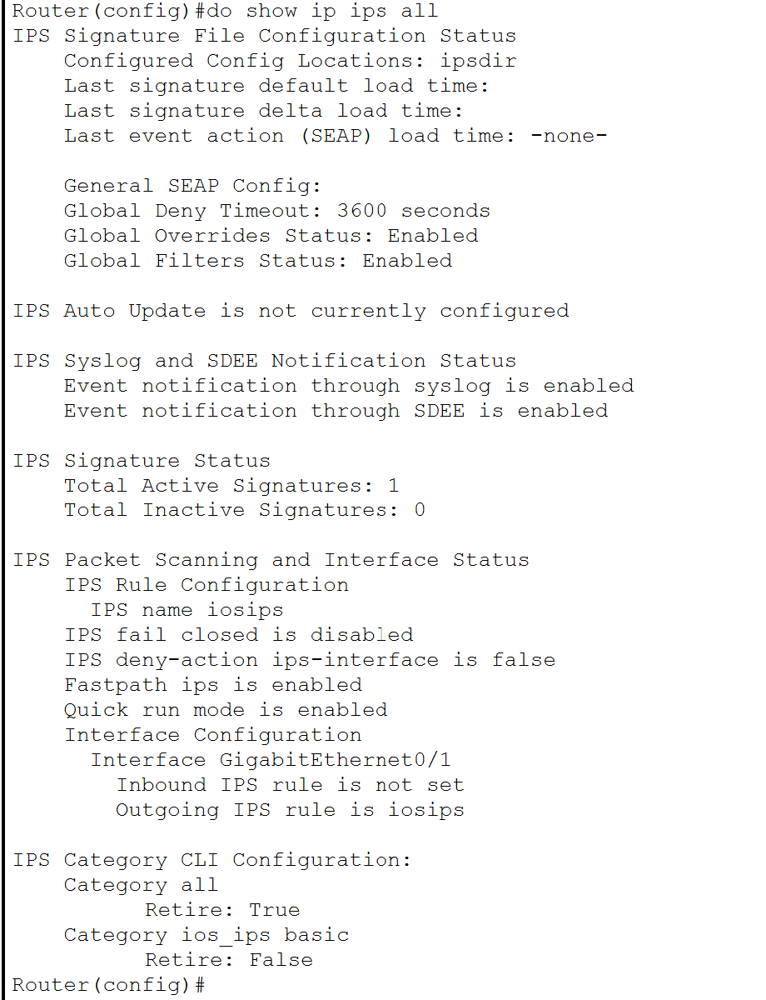 Router(config)#do show ip ips all
IPS Signature File Configuration Status
Configured Config Locations: ipsdir
Last signature default load time:
Last signature delta load time:
Last event action (SEAP) load time: -none-
General SEAP Config:
Global Deny Timeout: 3600 seconds
Global Overrides Status: Enabled
Global Filters Status: Enabled
IPS Auto Update is not currently configured
IPS Syslog and SDEE Notification Status
Event notification through syslog is enabled
Event notification through SDEE is enabled
IPS Signature Status
Total Active Signatures: 1
Total Inactive Signatures: 0
IPS Packet Scanning and Interface Status
IPS Rule Configuration
IPS name iosips
IPS fail closed is disabled
IPS deny-action ips-interface is false
Fastpath ips is enabled
Quick run mode is enabled
Interface Configuration
Interface GigabitEthernet0/1
Inbound IPS rule is not set
Outgoing IPS rule is iosips
IPS Category CLI Configuration:
Category all
Retire: True
Category ios_ips basic
Retire: False
Router(config)#